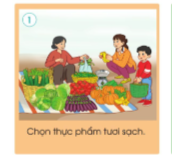 1
Chọn thực phẩm tươi sạch.